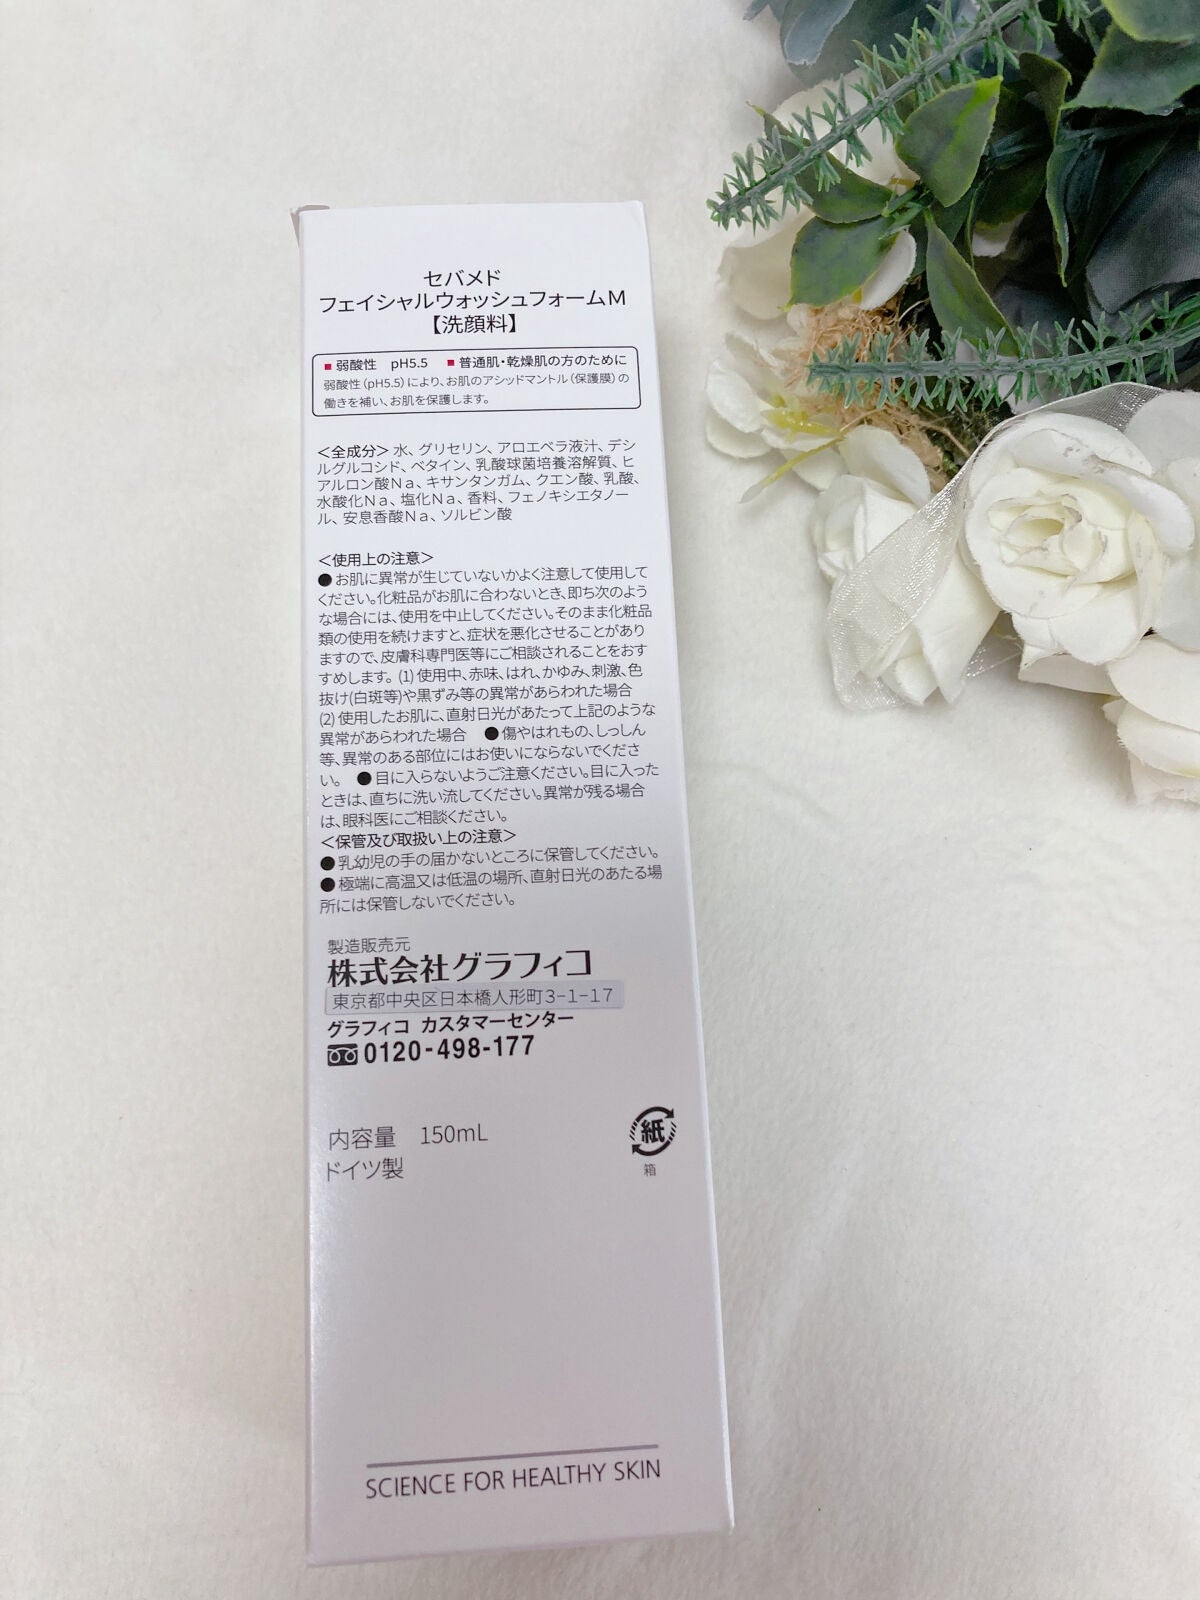 セバメド
フェイシャルウォッシュフォームM
【洗顔料】
■ 弱酸性 pH5.5 ■ 普通肌・乾燥肌の方のために
弱酸性（pH5.5）により、お肌のアシッドマントル（保護膜）の
働きを補い、お肌を保護します。
＜全成分＞水、グリセリン、アロエベラ液汁、デシ
ルグルコシド、ベタイン、乳酸球菌培養溶解質、ヒ
アルロン酸Na、キサンタンガム、クエン酸、乳酸、
水酸化Na、塩化Na、香料、フェノキシエタノー
ル、安息香酸Na、ソルビン酸
＜使用上の注意＞
●お肌に異常が生じていないかよく注意して使用して
ください。化粧品がお肌に合わないとき、即ち次のよう
な場合には、使用を中止してください。そのまま化粧品
類の使用を続けますと、症状を悪化させることがあり
ますので、皮膚科専門医等にご相談されることをおす
すめします。(1) 使用中、赤味、はれ、かゆみ、刺激、色
抜け(白斑等)や黒ずみ等の異常があらわれた場合
(2) 使用したお肌に、直射日光があたって上記のような
異常があらわれた場合 ●傷やはれもの、しっしん
等、異常のある部位にはお使いにならないでくださ
い。 ●目に入らないようご注意ください。目に入った
ときは、直ちに洗い流してください。異常が残る場合
は、眼科医にご相談ください。
＜保管及び取扱い上の注意＞
●乳幼児の手の届かないところに保管してください。
●極端に高温又は低温の場所、直射日光のあたる場
所には保管しないでください。
製造販売元
株式会社グラフィコ
東京都中央区日本橋人形町3-1-17
グラフィコ カスタマーセンター
0120-498-177
内容量 150mL
ドイツ製
紙
箱
SCIENCE FOR HEALTHY SKIN